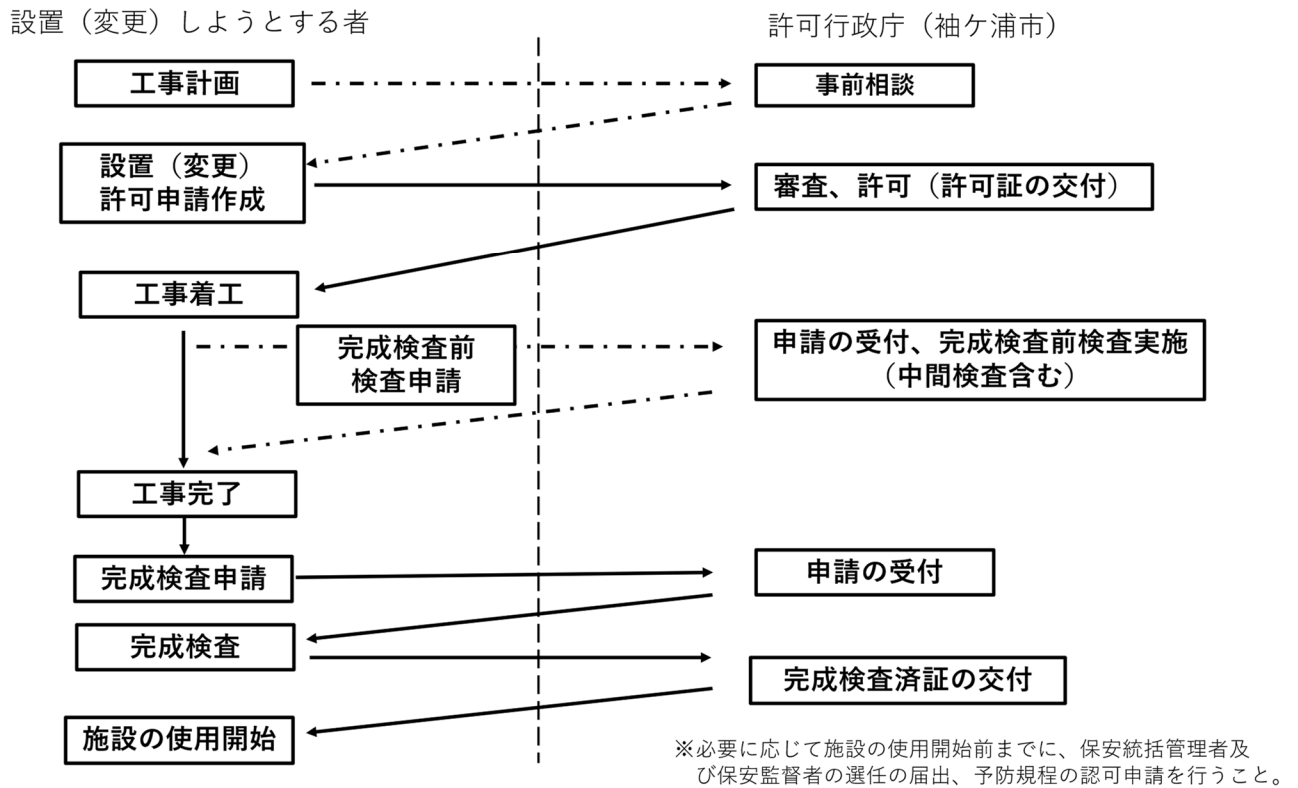 設置（変更）しようとする者
許可行政庁（袖ケ浦市）
工事計画
事前相談
設置（変更）
許可申請作成
審査、許可（許可証の交付）
工事着工
完成検査前
検査申請
申請の受付、完成検査前検査実施
（中間検査含む）
工事完了
完成検査申請
申請の受付
完成検査
完成検査済証の交付
施設の使用開始
※必要に応じて施設の使用開始前までに、保安統括管理者及
び保安監督者の選任の届出、予防規程の認可申請を行うこと。